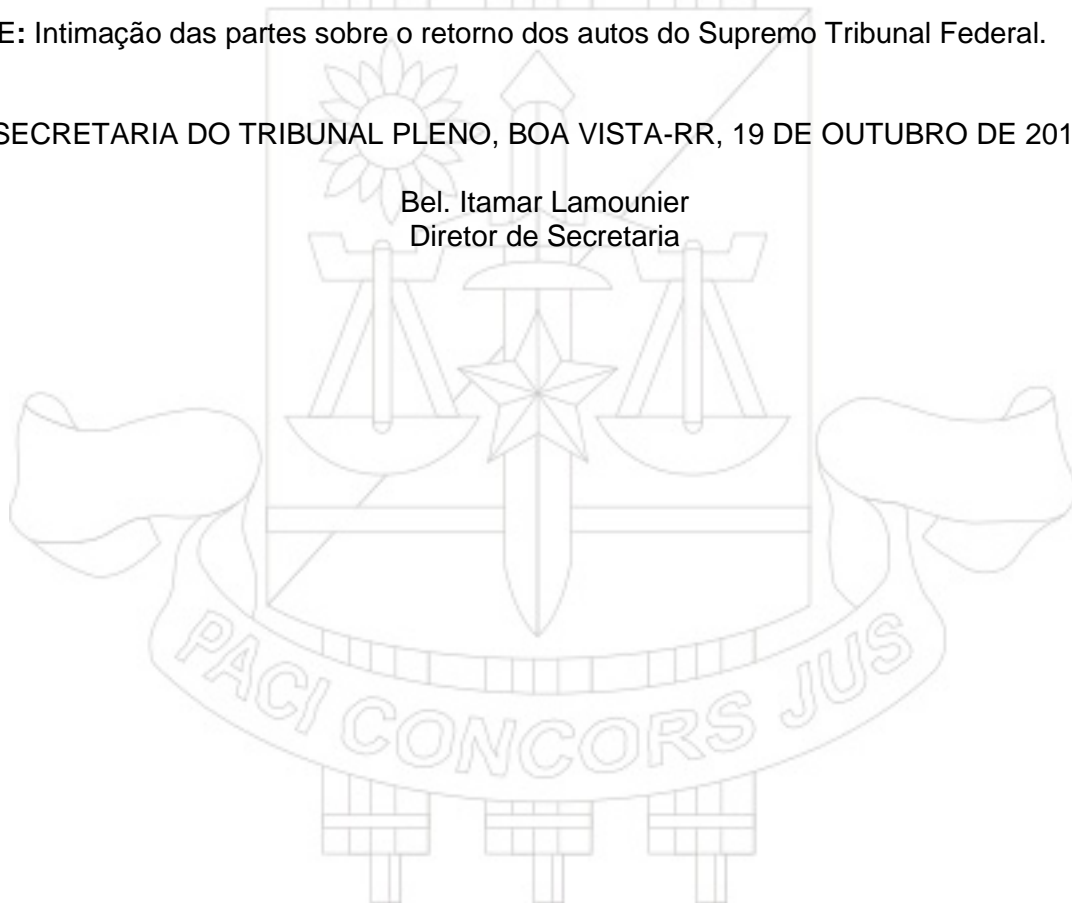 E: Intimação das partes sobre o retorno dos autos do Supremo Tribunal Federal.
SECRETARIA DO TRIBUNAL PLENO, BOA VISTA-RR, 19 DE OUTUBRO DE 201
Bel. Itamar Lamounier
Diretor de Secretaria
PACI CONCORS JUS